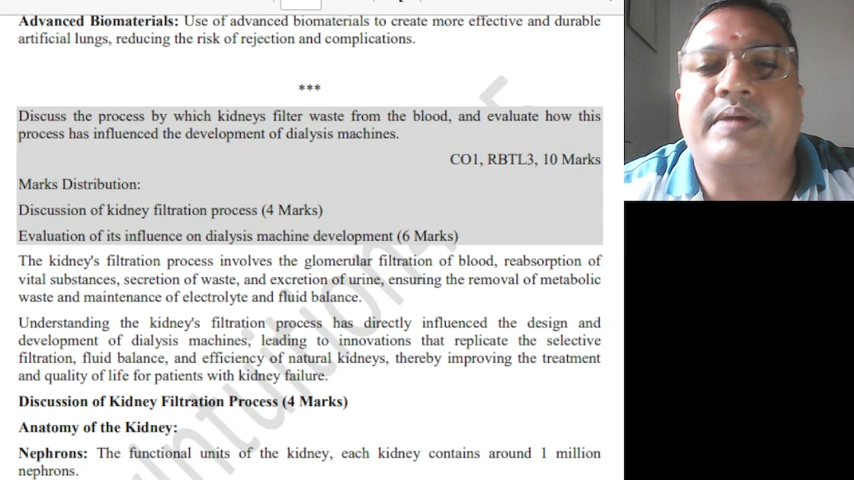 Advanced Biomaterials: Use of advanced biomaterials to create more effective and durable
artificial lungs, reducing the risk of rejection and complications.
***
Discuss the process by which kidneys filter waste from the blood, and evaluate how this
process has influenced the development of dialysis machines.
CO1, RBTL3, 10 Marks
Marks Distribution:
Discussion of kidney filtration process (4 Marks)
Evaluation of its influence on dialysis machine development (6 Marks)
The kidney's filtration process involves the glomerular filtration of blood, reabsorption of
vital substances, secretion of waste, and excretion of urine, ensuring the removal of metabolic
waste and maintenance of electrolyte and fluid balance.
Understanding the kidney's filtration process has directly influenced the design and
development of dialysis machines, leading to innovations that replicate the selective
filtration, fluid balance, and efficiency of natural kidneys, thereby improving the treatment
and quality of life for patients with kidney failure.
Discussion of Kidney Filtration Process (4 Marks)
Anatomy of the Kidney:
Nephrons: The functional units of the kidney, each kidney contains around 1 million
nephrons.